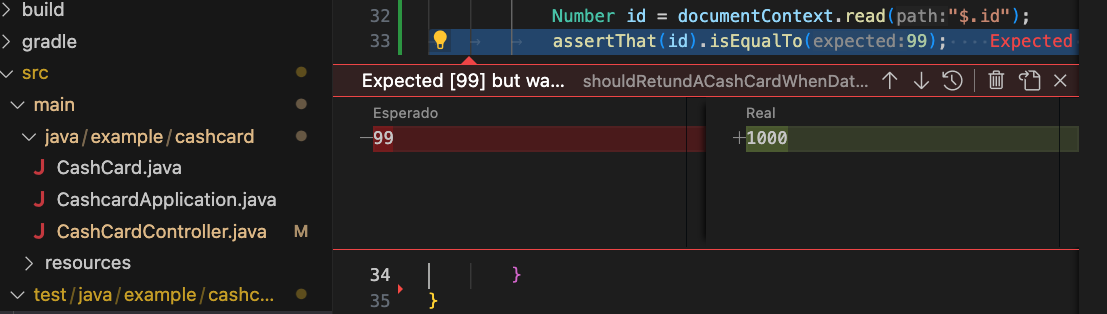 build
gradle
src
main
java/example/cashcard
CashCard.java
CashcardApplication.java
CashCardController.java M
resources
test/java/example/cashc...
32 Number id = documentContext.read(path:"$.id");
33 assertThat(id).isEqualTo(expected:99); Expected
Expected [99] but wa... shouldRetundACashCardWhenDat...
Esperado Real
99 1000
34 }
35 }